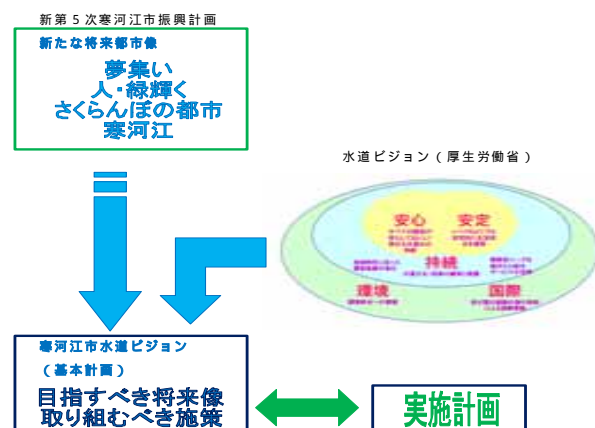 新第５次寒河江市振興計画
新たな将来都市像
夢集い
人・緑輝く
さくらんぼの都市
寒河江
水道ビジョン（厚生労働省）
安心 安定
持続
環境 国際
寒河江市水道ビジョン
（基本計画）
目指すべき将来像
取り組むべき施策
実施計画